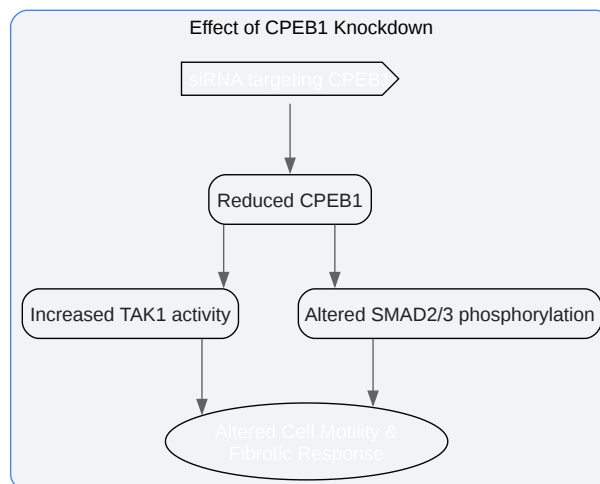 Effect of CPEB1 Knockdown
siRNA targeting CPEB1
Reduced CPEB1
Increased TAK1 activity
Altered SMAD2/3 phosphorylation
Altered Cell Motility &
Fibrotic Response